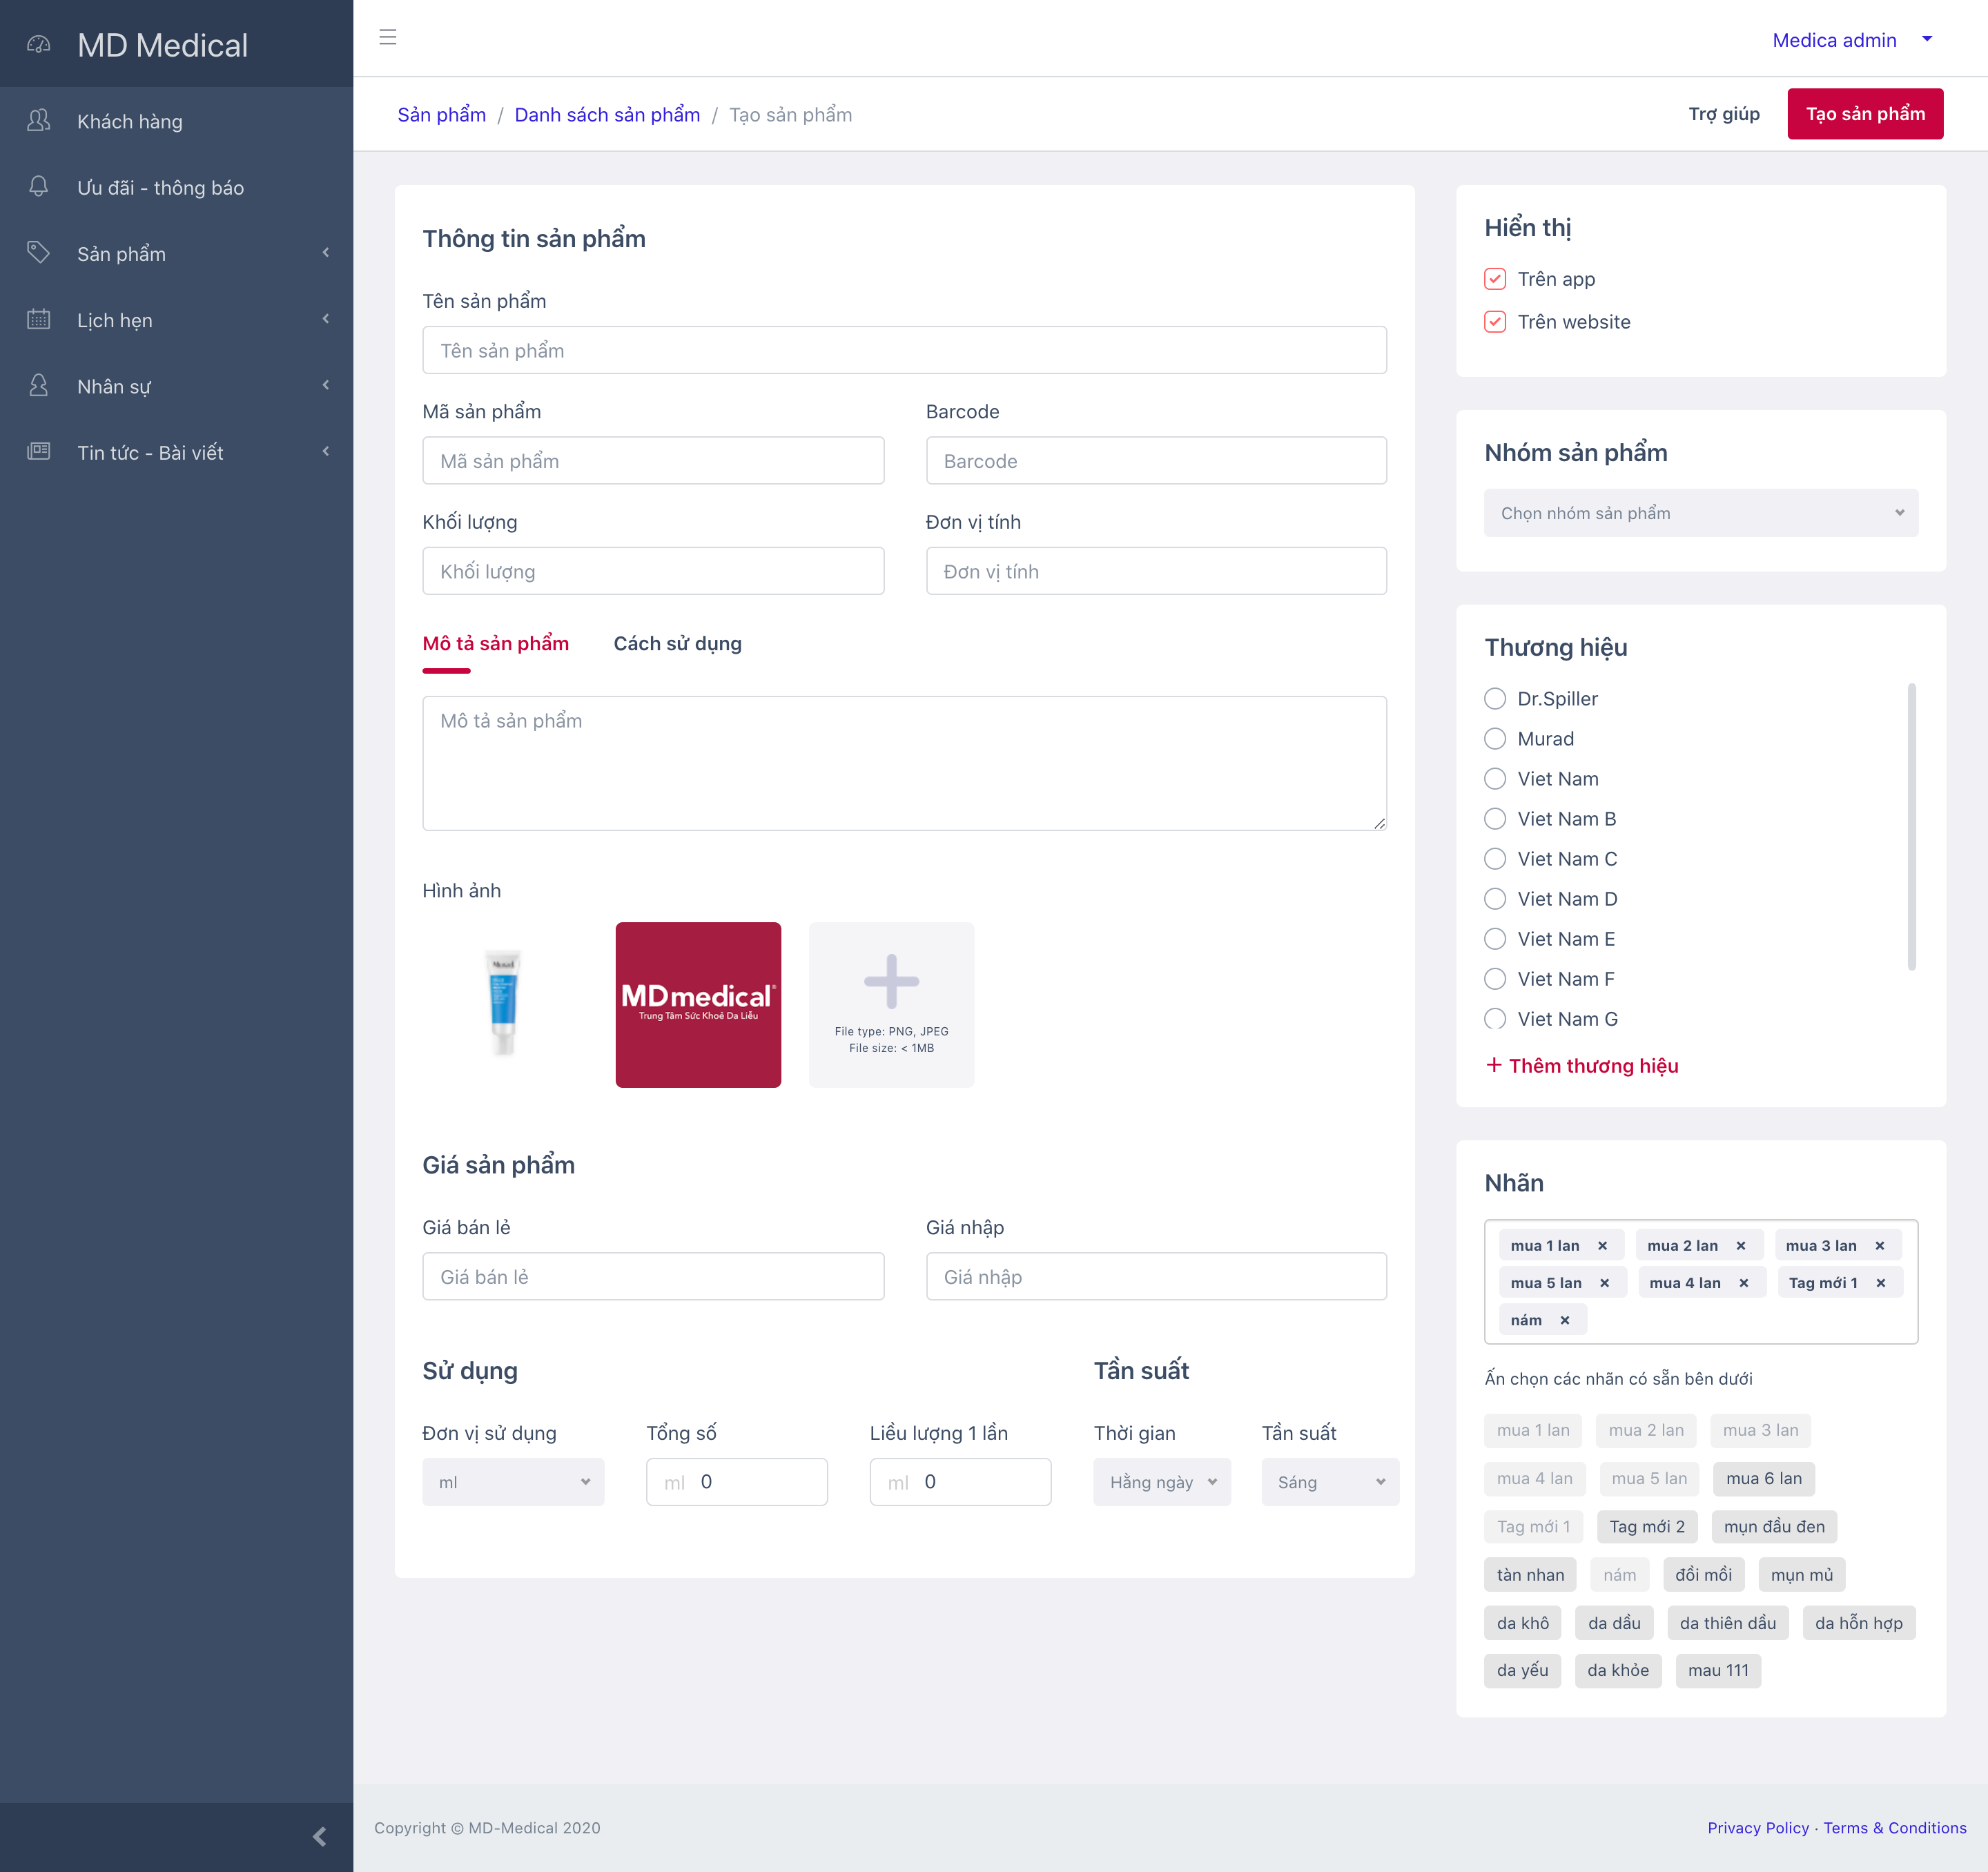 MD Medical
Khách hàng
Ưu đãi - thông báo
Sản phẩm
Lịch hẹn
Nhân sự
Tin tức - Bài viết
Medica admin
Sản phẩm / Danh sách sản phẩm / Tạo sản phẩm
Trợ giúp
Tạo sản phẩm
Thông tin sản phẩm
Tên sản phẩm
Tên sản phẩm
Mã sản phẩm
Barcode
Mã sản phẩm
Barcode
Khối lượng
Đơn vị tính
Khối lượng
Đơn vị tính
Mô tả sản phẩm
Cách sử dụng
Mô tả sản phẩm
Hình ảnh
Murad
MDmedical®
Trung Tâm Sức Khoẻ Da Liễu
File type: PNG, JPEG
File size: < 1MB
Giá sản phẩm
Giá bán lẻ
Giá nhập
Giá bán lẻ
Giá nhập
Sử dụng
Tần suất
Đơn vị sử dụng
Tổng số
Liều lượng 1 lần
Thời gian
Tần suất
ml
ml 0
ml 0
Hằng ngày
Sáng
Hiển thị
Trên app
Trên website
Nhóm sản phẩm
Chọn nhóm sản phẩm
Thương hiệu
Dr.Spiller
Murad
Viet Nam
Viet Nam B
Viet Nam C
Viet Nam D
Viet Nam E
Viet Nam F
Viet Nam G
+ Thêm thương hiệu
Nhãn
mua 1 lan × mua 2 lan × mua 3 lan ×
mua 5 lan × mua 4 lan × Tag mới 1 ×
nám ×
Ấn chọn các nhãn có sẵn bên dưới
mua 1 lan mua 2 lan mua 3 lan
mua 4 lan mua 5 lan mua 6 lan
Tag mới 1 Tag mới 2 mụn đầu đen
tàn nhan nám đồi mồi mụn mủ
da khô da dầu da thiên dầu da hỗn hợp
da yếu da khỏe mau 111
Copyright © MD-Medical 2020
Privacy Policy · Terms & Conditions